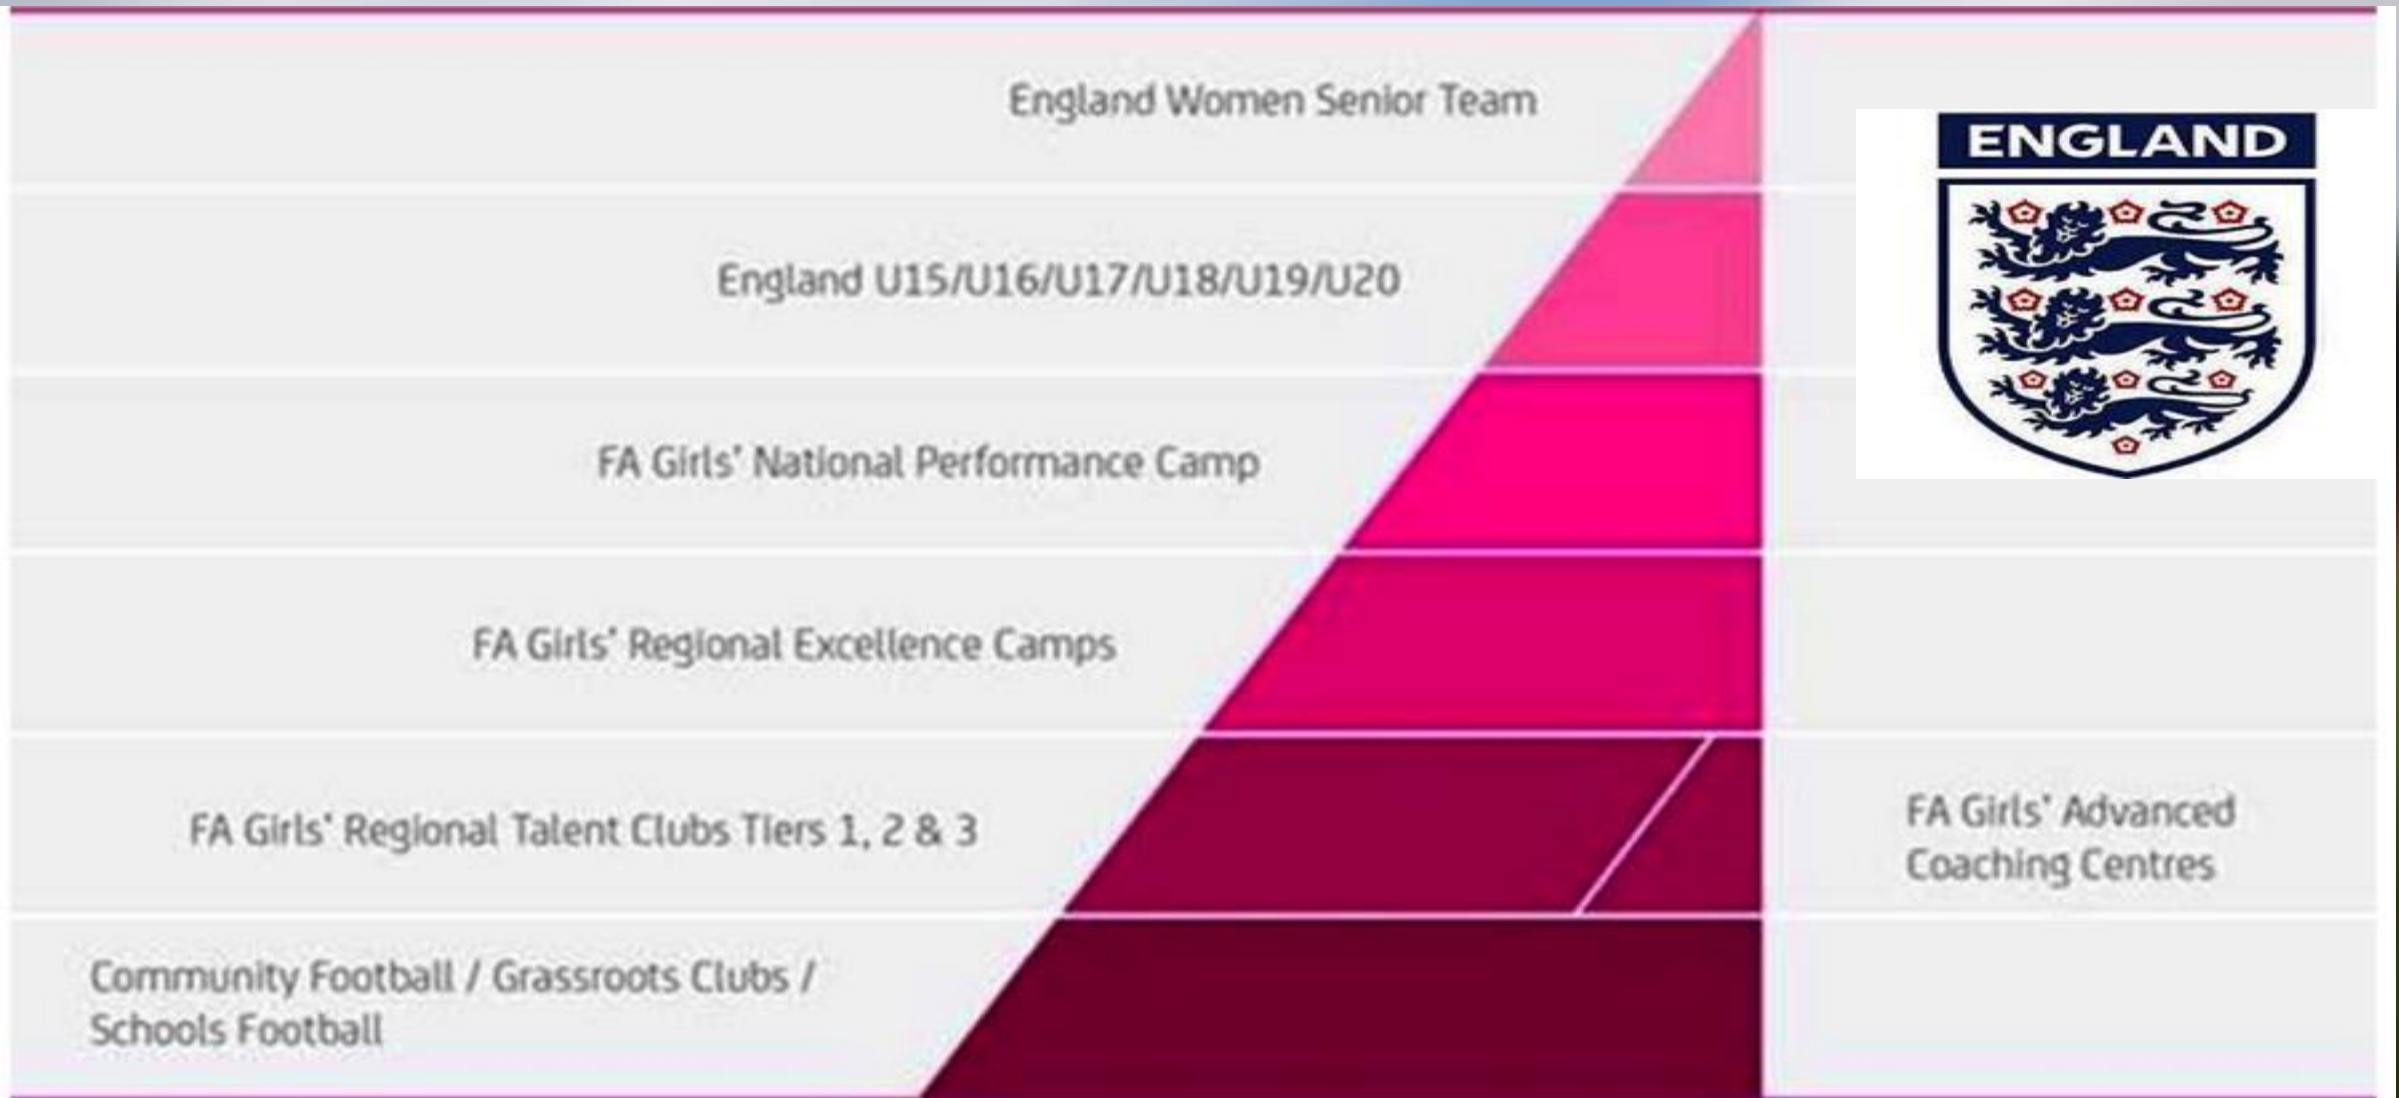 England Women Senior Team
ENGLAND
England U15/U16/U17/U18/U19/U20
FA Girls' National Performance Camp
FA Girls' Regional Excellence Camps
FA Girls' Regional Talent Clubs Tiers 1, 2 & 3
FA Girls' Advanced
Coaching Centres
Community Football / Grassroots Clubs /
Schools Football